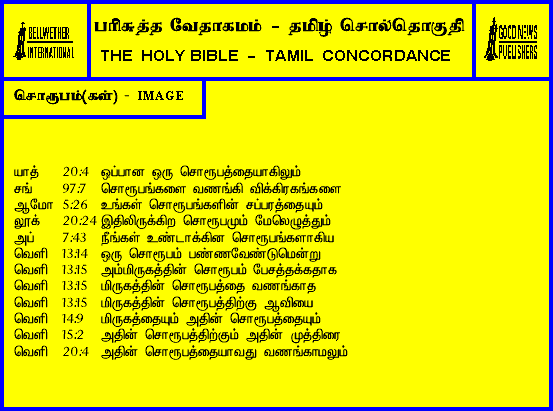 BELLWETHER
INTERNATIONAL
பரிசுத்த வேதாகமம் - தமிழ் சொல்தொகுதி
THE HOLY BIBLE - TAMIL CONCORDANCE
GOOD NEWS
PUBLISHERS
சொரூபம்(கள்) - IMAGE
யாத் 20:4 ஒப்பான ஒரு சொரூபத்தையாகிலும்
சங் 97:7 சொரூபங்களை வணங்கி விக்கிரகங்களை
ஆமோ 5:26 உங்கள் சொரூபங்களின் சப்பரத்தையும்
லூக் 20:24 இதிலிருக்கிற சொரூபமும் மேலெழுத்தும்
அப் 7:43 நீங்கள் உண்டாக்கின சொரூபங்களாகிய
வெளி 13:14 ஒரு சொரூபம் பண்ணவேண்டுமென்று
வெளி 13:15 அம்மிருகத்தின் சொரூபம் பேசத்தக்கதாக
வெளி 13:15 மிருகத்தின் சொரூபத்தை வணங்காத
வெளி 13:15 மிருகத்தின் சொரூபத்திற்கு ஆவியை
வெளி 14:9 மிருகத்தையும் அதின் சொரூபத்தையும்
வெளி 15:2 அதின் சொரூபத்திற்கும் அதின் முத்திரை
வெளி 20:4 அதின் சொரூபத்தையாவது வணங்காமலும்